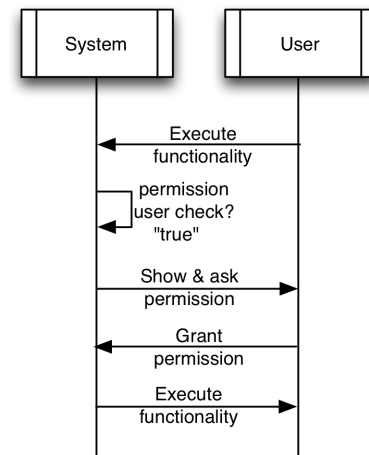 System
User
Execute
functionality
permission
user check?
"true"
Show & ask
permission
Grant
permission
Execute
functionality